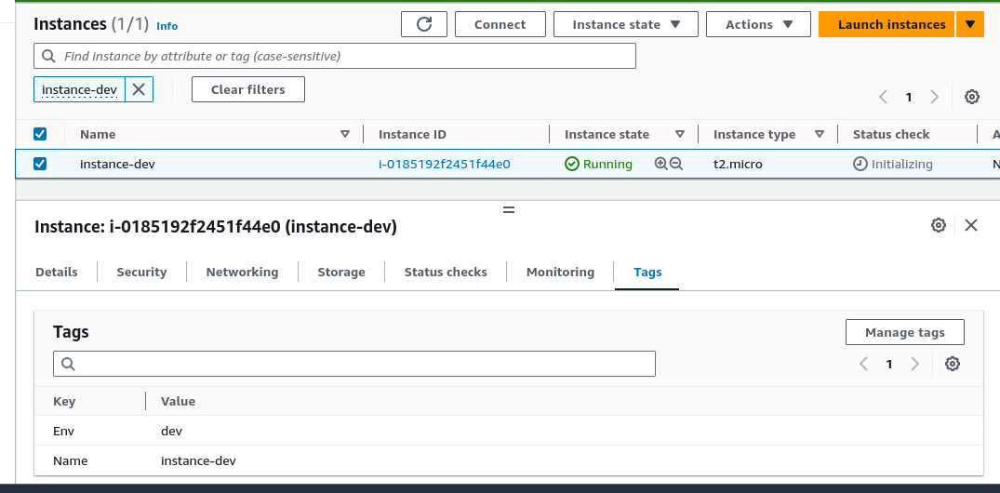 Instances (1/1) Info Connect Instance state Actions Launch instances
Find instance by attribute or tag (case-sensitive)
instance-dev Clear filters 1
Name Instance ID Instance state Instance type Status check A
instance-dev i-0185192f2451f44e0 Running t2.micro Initializing N
Instance: i-0185192f2451f44e0 (instance-dev)
Details Security Networking Storage Status checks Monitoring Tags
Tags Manage tags
1
Key Value
Env dev
Name instance-dev